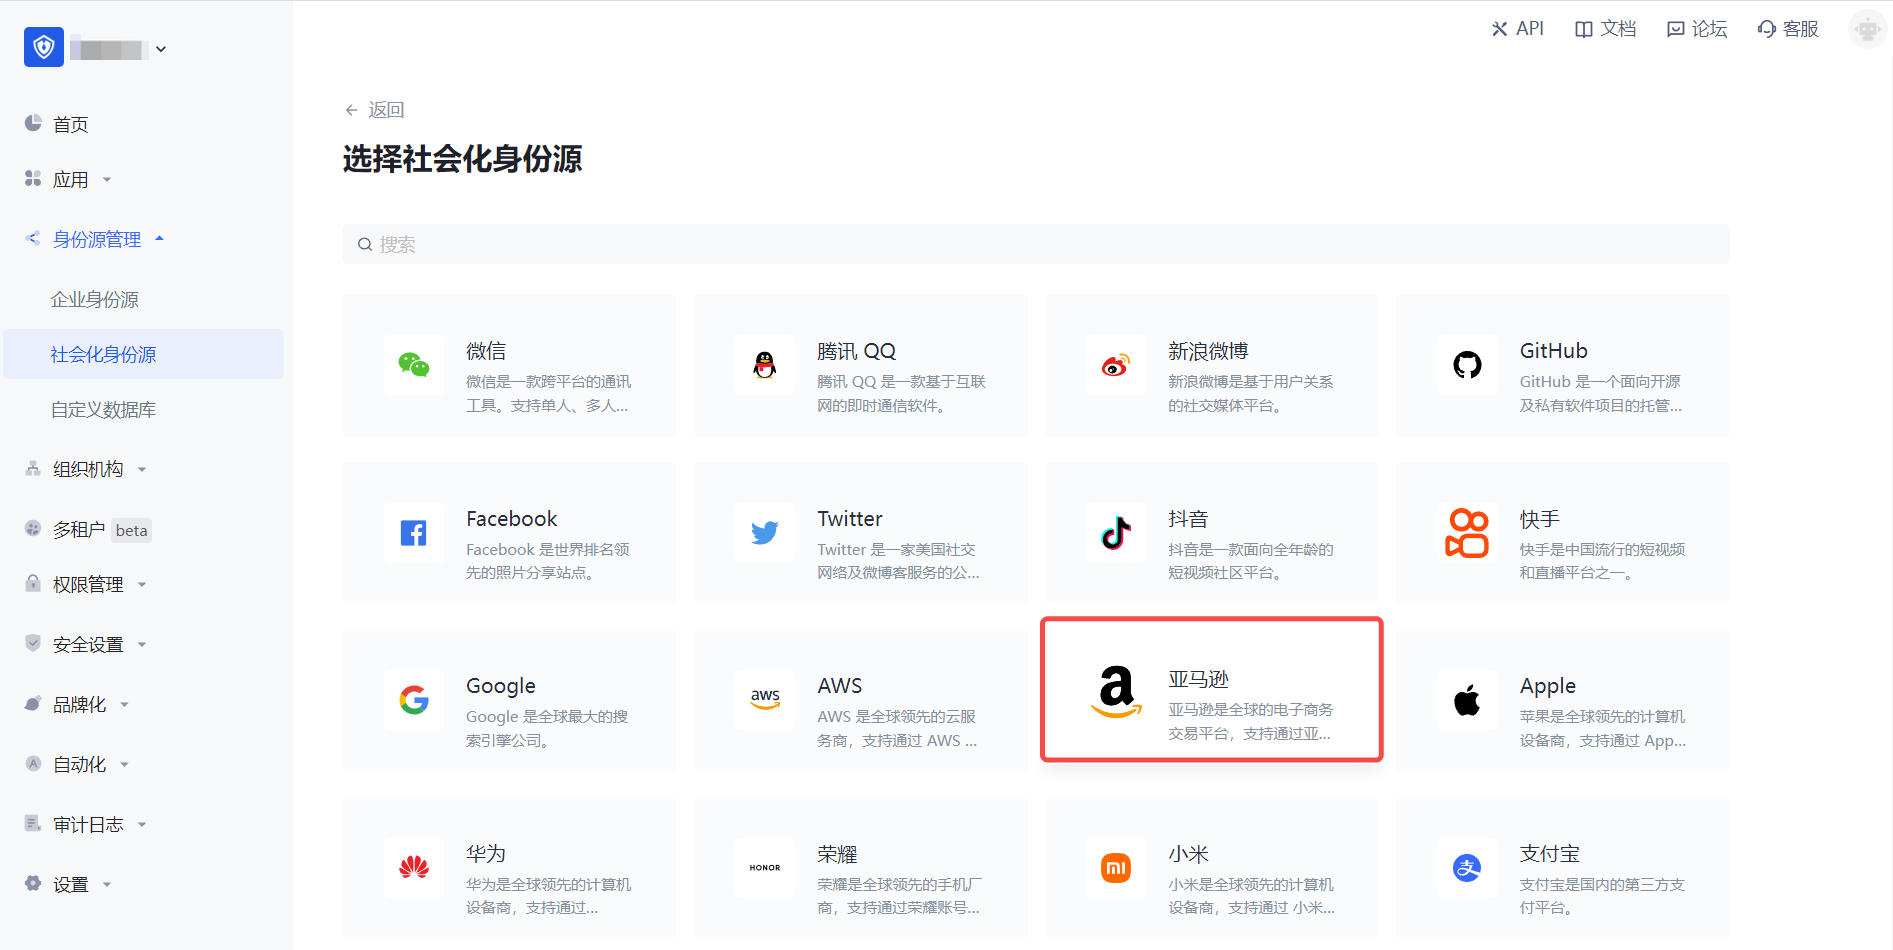 API
文档
论坛
客服
首页
应用
身份源管理
企业身份源
社会化身份源
自定义数据库
组织机构
多租户 beta
权限管理
安全设置
品牌化
自动化
审计日志
设置
返回
选择社会化身份源
搜索
微信
微信是一款跨平台的通讯
工具。支持单人、多人...
腾讯 QQ
腾讯 QQ 是一款基于互联
网的即时通信软件。
新浪微博
新浪微博是基于用户关系
的社交媒体平台。
GitHub
GitHub 是一个面向开源
及私有软件项目的托管...
Facebook
Facebook 是世界排名领
先的照片分享站点。
Twitter
Twitter 是一家美国社交
网络及微博客服务的公...
抖音
抖音是一款面向全年龄的
短视频社区平台。
快手
快手是中国流行的短视频
和直播平台之一。
Google
Google 是全球最大的搜
索引擎公司。
aws
AWS
AWS 是全球领先的云服
务商，支持通过 AWS ...
a
亚马逊
亚马逊是全球的电子商务
交易平台，支持通过亚...
Apple
苹果是全球领先的计算机
设备商，支持通过 App...
华为
华为是全球领先的计算机
设备商，支持通过...
HONOR
荣耀
荣耀是全球领先的手机厂
商，支持通过荣耀账号...
mi
小米
小米是全球领先的计算机
设备商，支持通过 小米...
支
支付宝
支付宝是国内的第三方支
付平台。